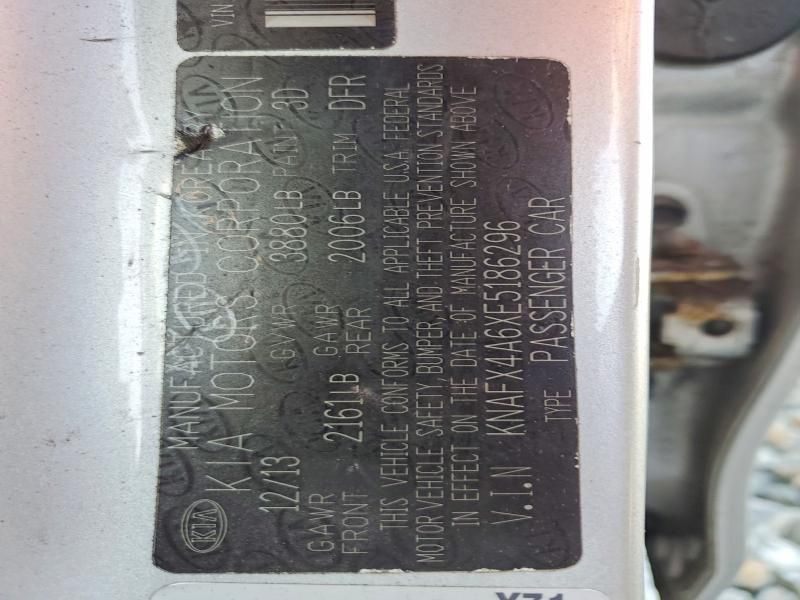 VIN
KIA
MANUFACTURED IN KOREA BY
KIA MOTORS CORPORATION
12/13 GVWR 3880LB PAINT 3D
GAWR FRONT 2161LB GAWR REAR 2006LB TRIM DFR
THIS VEHICLE CONFORMS TO ALL APPLICABLE U.S.A. FEDERAL
MOTOR VEHICLE SAFETY, BUMPER, AND THEFT PREVENTION STANDARDS
IN EFFECT ON THE DATE OF MANUFACTURE SHOWN ABOVE
V.I.N KNAFX4A6XE5186296
TYPE PASSENGER CAR